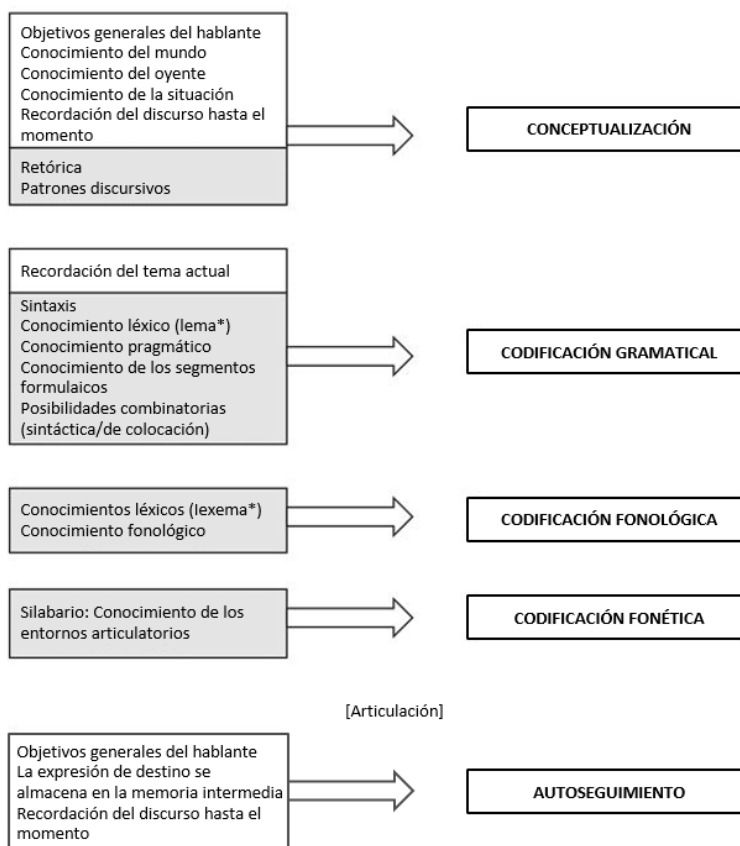 Objetivos generales del hablante
Conocimiento del mundo
Conocimiento del oyente
Conocimiento de la situación
Recordación del discurso hasta el
momento
Retórica
Patrones discursivos
CONCEPTUALIZACIÓN
Recordación del tema actual
Sintaxis
Conocimiento léxico (lema*)
Conocimiento pragmático
Conocimiento de los segmentos
formulaicos
Posibilidades combinatorias
(sintáctica/de colocación)
CODIFICACIÓN GRAMATICAL
Conocimientos léxicos (lexema*)
Conocimiento fonológico
CODIFICACIÓN FONOLÓGICA
Silabario: Conocimiento de los
entornos articulatorios
CODIFICACIÓN FONÉTICA
[Articulación]
Objetivos generales del hablante
La expresión de destino se
almacena en la memoria intermedia
Recordación del discurso hasta el
momento
AUTOSEGUIMIENTO